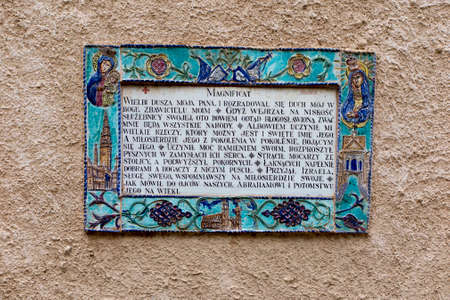 Magnificat
Wielbi dusza moja Pana, i rozradował się duch mój w
Boge Zbawicielu moim ✦ Gdyż wejrzał na niskość
służebnicy swojej oto bowiem odtąd błogosławioną zwać
mnie będą wszystkie narody. ✦ Albowiem uczynił mi
wielkie rzeczy, który możny jest i święte imię jego
a miłosierdzie jego z pokolenia w pokolenie, bojącym
się jego ✦ Uczynił moc ramieniem swoim, rozproszył
pysznych w zamysłach ich serca. ✦ Strącił mocarzy ze
stolicy, a podwyższył pokornych. ✦ Łaknących napełnił
dobrami a bogaczy z niczym puścił. ✦ Przyjął Izraela,
sługę swego, wspomniawszy na miłosierdzie swoje,
jak mówił do ojców naszych, Abrahamowi i potomstwu
jego na wieki.